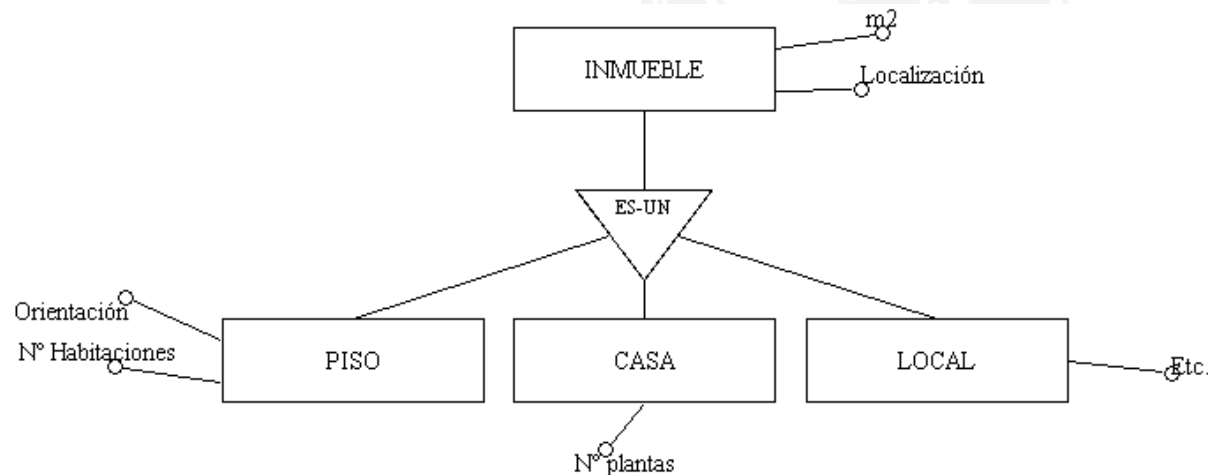 m2
INMUEBLE
Localización
ES-UN
Orientación
Nº Habitaciones
PISO
CASA
LOCAL
Etc.
Nº plantas